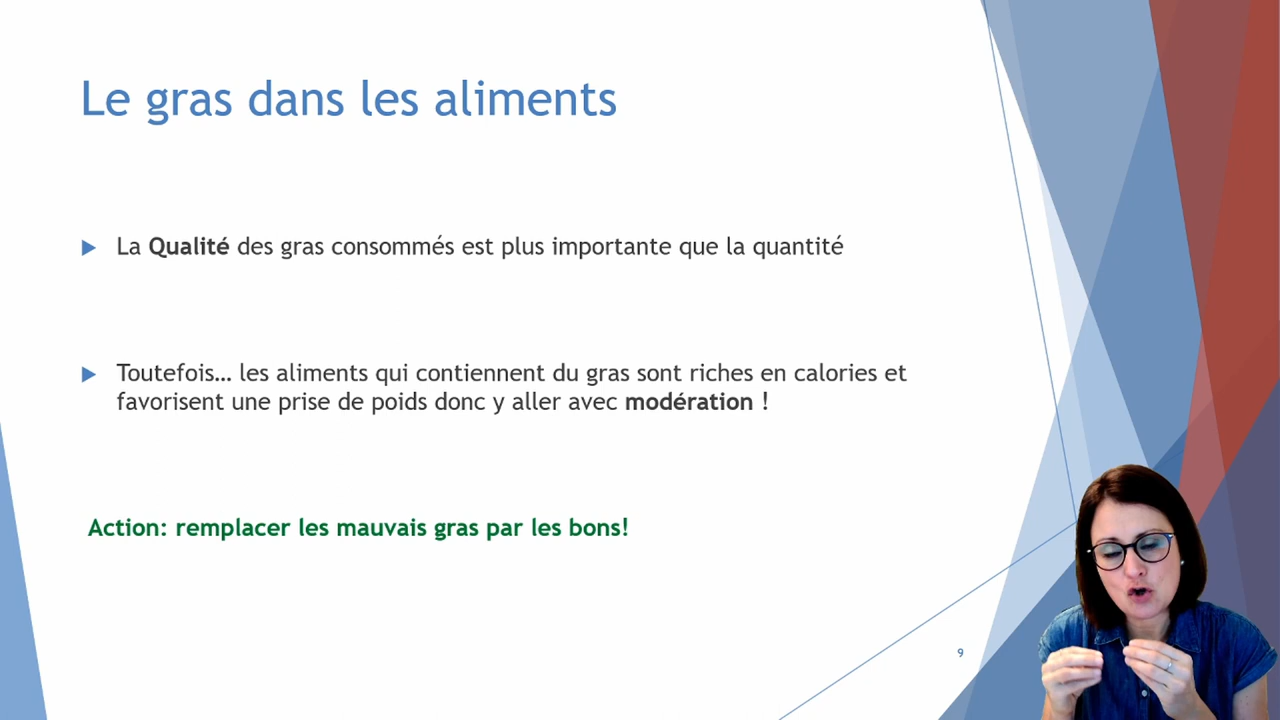 Le gras dans les aliments
La Qualité des gras consommés est plus importante que la quantité
Toutefois… les aliments qui contiennent du gras sont riches en calories et
favorisent une prise de poids donc y aller avec modération !
Action: remplacer les mauvais gras par les bons!
9